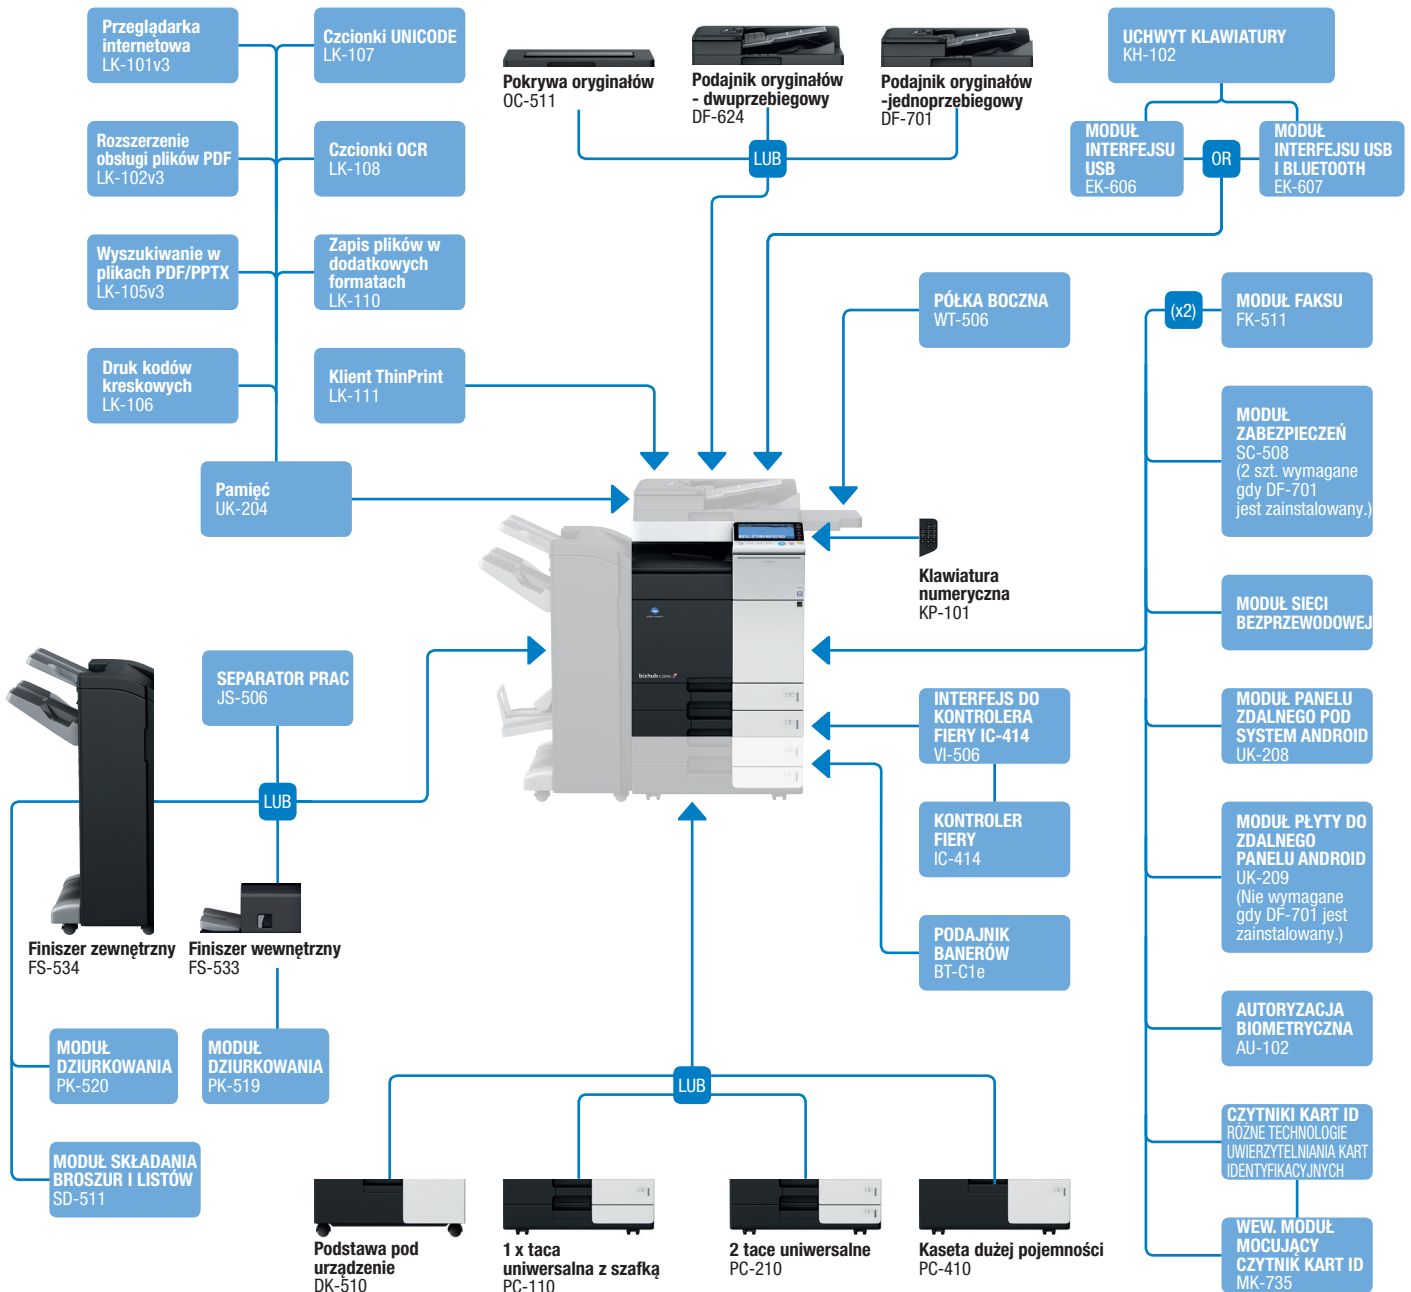 Przeglądarka
internetowa
LK-101v3
Czcionki UNICODE
LK-107
Rozszerzenie
obsługi plików PDF
LK-102v3
Czcionki OCR
LK-108
Wyszukiwanie w
plikach PDF/PPTX
LK-105v3
Zapis plików w
dodatkowych
formatach
LK-110
Druk kodów
kreskowych
LK-106
Klient ThinPrint
LK-111
Pamięć
UK-204
Pokrywa oryginałów
OC-511
Podajnik oryginałów
- dwuprzebiegowy
DF-624
Podajnik oryginałów
-jednoprzebiegowy
DF-701
LUB
UCHWYT KLAWIATURY
KH-102
MODUŁ
INTERFEJSU
USB
EK-606
OR
MODUŁ
INTERFEJSU USB
I BLUETOOTH
EK-607
PÓŁKA BOCZNA
WT-506
(x2)
MODUŁ FAKSU
FK-511
MODUŁ
ZABEZPIECZEŃ
SC-508
(2 szt. wymagane
gdy DF-701
jest zainstalowany.)
Klawiatura
numeryczna
KP-101
MODUŁ SIECI
BEZPRZEWODOWEJ
bizhub C284e
SEPARATOR PRAC
JS-506
LUB
INTERFEJS DO
KONTROLERA
FIERY IC-414
VI-506
MODUŁ PANELU
ZDALNEGO POD
SYSTEM ANDROID
UK-208
KONTROLER
FIERY
IC-414
MODUŁ PŁYTY DO
ZDALNEGO
PANELU ANDROID
UK-209
(Nie wymagane
gdy DF-701 jest
zainstalowany.)
Finiszer zewnętrzny
FS-534
Finiszer wewnętrzny
FS-533
PODAJNIK
BANERÓW
BT-C1e
AUTORYZACJA
BIOMETRYCZNA
AU-102
MODUŁ
DZIURKOWANIA
PK-520
MODUŁ
DZIURKOWANIA
PK-519
LUB
CZYTNIKI KART ID
RÓŻNE TECHNOLOGIE
UWIERZYTELNIANIA KART
IDENTYFIKACYJNYCH
MODUŁ SKŁADANIA
BROSZUR I LISTÓW
SD-511
WEW. MODUŁ
MOCUJĄCY
CZYTNIK KART ID
MK-735
Podstawa pod
urządzenie
DK-510
1 x taca
uniwersalna z szafką
PC-110
2 tace uniwersalne
PC-210
Kaseta dużej pojemności
PC-410